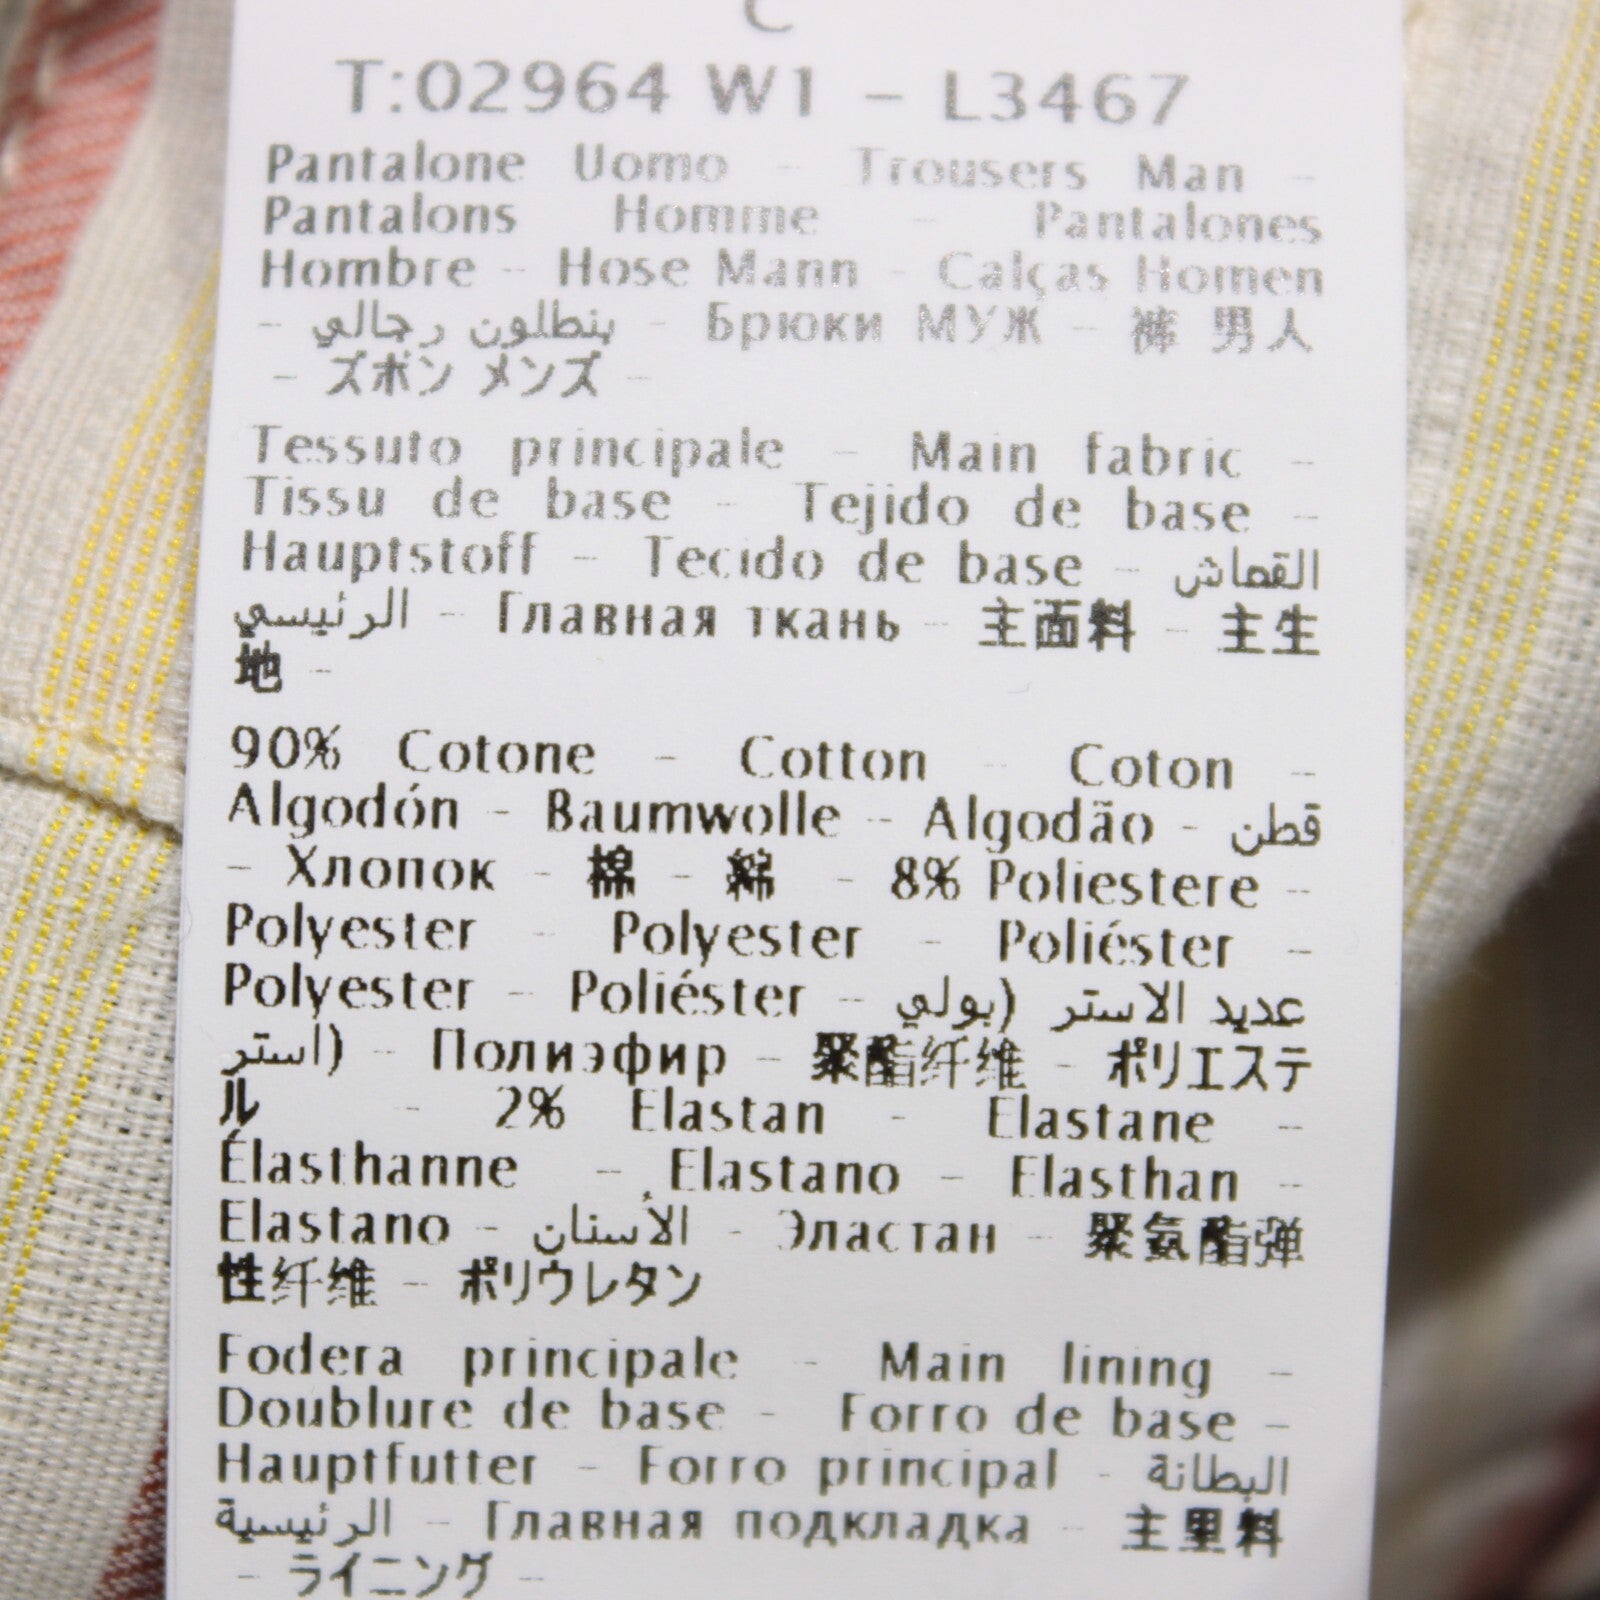 T:02964 W1 - L3467
Pantalone Uomo - Trousers Man -
Pantalons Homme - Pantalones
Hombre - Hose Mann - Calças Homen
- بنطلون رجالي - Брюки МУЖ - 裤 男人
- ズボン メンズ -
Tessuto principale - Main fabric -
Tissu de base - Tejido de base -
Hauptstoff - Tecido de base - القماش
الرئيسي - Главная ткань - 主面料 - 主生
地 -
90% Cotone - Cotton - Coton -
Algodón - Baumwolle - Algodão - قطن
- Хлопок - 棉 - 綿 - 8% Poliestere -
Polyester - Polyester - Poliéster -
Polyester - Poliéster - عديد الاستر (بولي
استر) - Полиэфир - 聚酯纤维 - ポリエステ
ル - 2% Elastan - Elastane -
Élasthanne - Elastano - Elasthan -
Elastano - الأستان - Эластан - 聚氨酯弹
性纤维 - ポリウレタン
Fodera principale - Main lining -
Doublure de base - Forro de base -
Hauptfutter - Forro principal - البطانة
الرئيسية - Главная подкладка - 主里料
- ライニング -